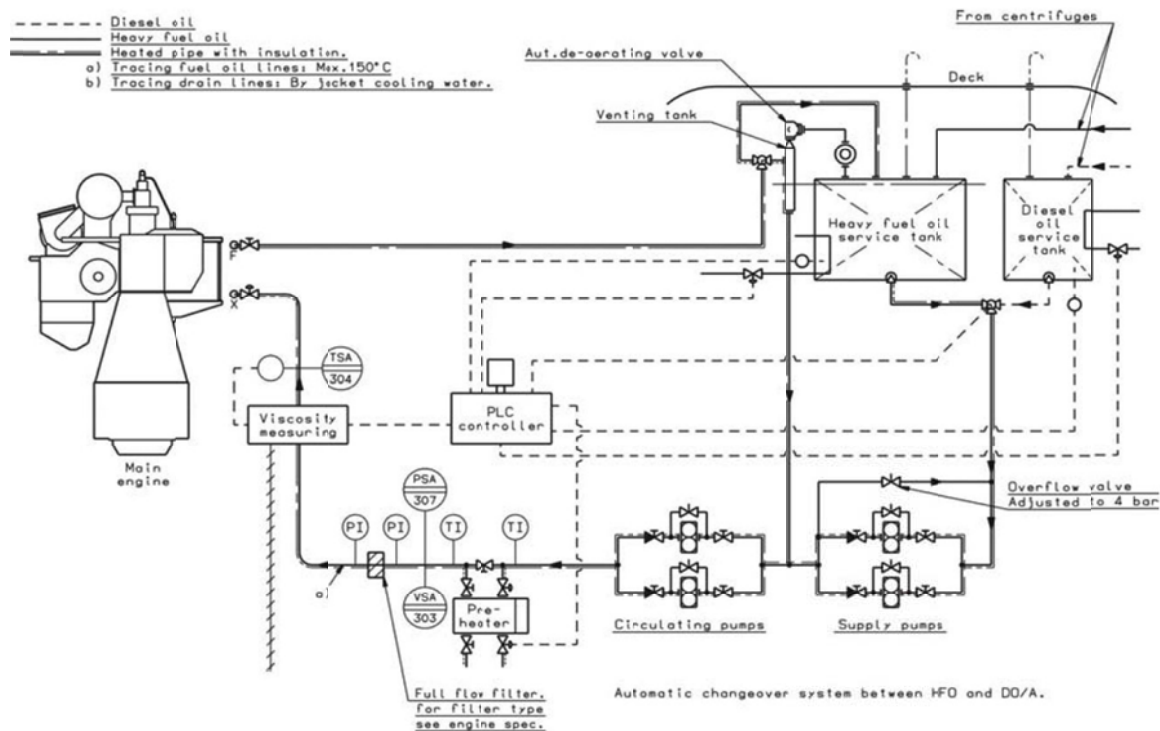 Diesel oil
Heavy fuel oil
Heated pipe with insulation.
a) Tracing fuel oil lines: Max.150°C
b) Tracing drain lines: By jacket cooling water.
From centrifuges
Aut.de-aerating valve
Deck
Venting tank
Heavy fuel oil
service tank
Diesel
oil
service
tank
F
X
TSA
304
Viscosity
measuring
PLC
controller
Main
engine
PSA
307
Overflow valve
Adjusted to 4 bar
PI
PI
TI
TI
a)
VSA
303
Pre-
heater
Circulating pumps
Supply pumps
Full flow filter.
for filter type
see engine spec.
Automatic changeover system between HFO and DO/A.